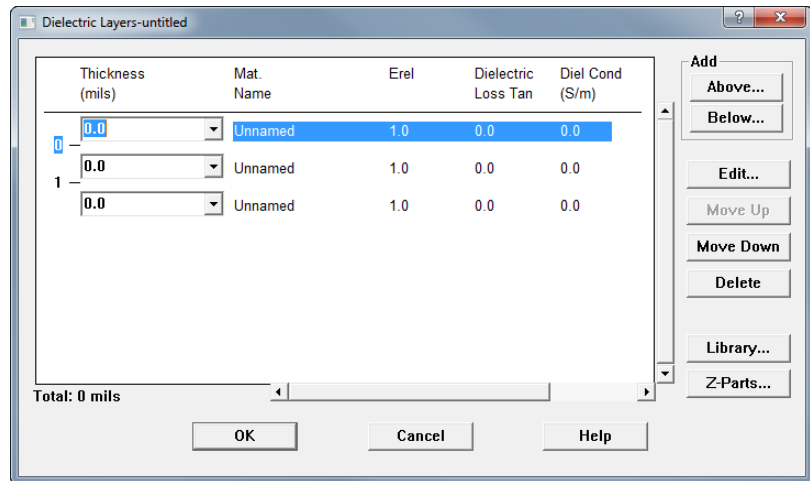 Dielectric Layers-untitled
Thickness (mils) Mat. Name Erel Dielectric Loss Tan Diel Cond (S/m)
0.0 Unnamed 1.0 0.0 0.0
0
0.0 Unnamed 1.0 0.0 0.0
1
0.0 Unnamed 1.0 0.0 0.0
Total: 0 mils
Add
Above...
Below...
Edit...
Move Up
Move Down
Delete
Library...
Z-Parts...
OK Cancel Help